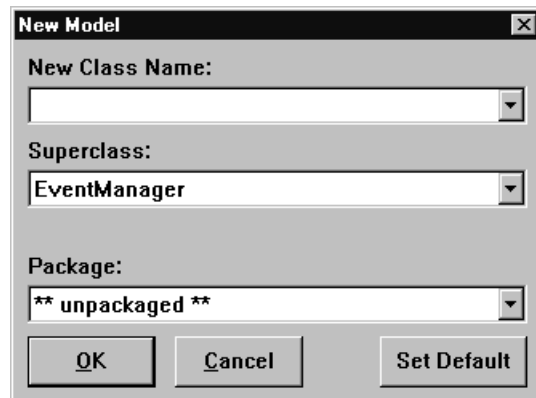 New Model
New Class Name:
Superclass:
EventManager
Package:
** unpackaged **
OK Cancel Set Default